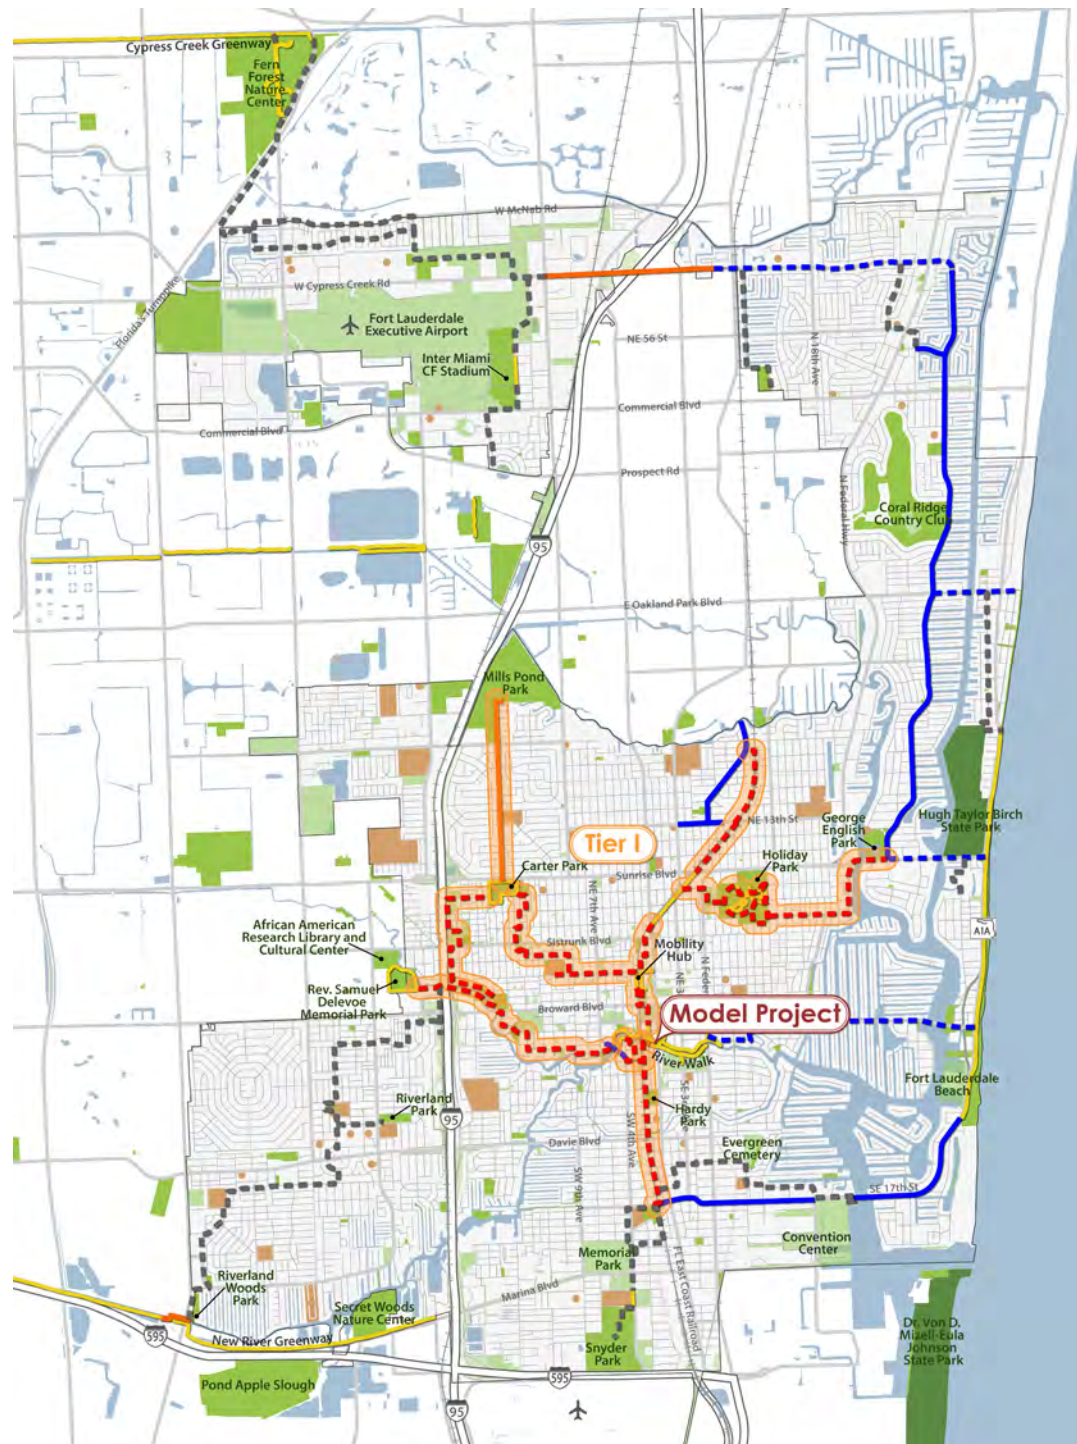 Cypress Creek Greenway
Fern
Forest
Nature
Center
W McNab Rd
Florida's Turnpike
W Cypress Creek Rd
Fort Lauderdale
Executive Airport
NE 56 St
N 18th Ave
Inter Miami
CF Stadium
Commercial Blvd
Commercial Blvd
Prospect Rd
N Federal Hwy
Coral Ridge
Country Clu
95
E Oakland Park Blvd
Mills Pond
Park
NE 13th St
George
English
Park
Hugh Taylor Birch
State Park
Tier I
Holiday
Park
Carter Park
Sunrise Blvd
NE 7th Ave
African American
Research Library and
Cultural Center
Sistrunk Blvd
Mobility
Hub
A1A
NE 3
N Feder
Rev. Samuel
Delevoe
Memorial Park
Broward Blvd
Model Project
River Walk
Fort Lauderdale
Beach
Riverland
Park
95
Hardy
Park
SW 4th Ave
Davie Blvd
Evergreen
Cemetery
SW 9th Ave
SE 17th St
Convention
Center
Memorial
Park
Riverland
Woods
Park
Marina Blvd
FL East Coast Railroad
Secret Woods
Nature Center
595
New River Greenway
Dr. Von D.
Mizell-Eula
Johnson
State Park
Snyder
Park
595
Pond Apple Slough
95